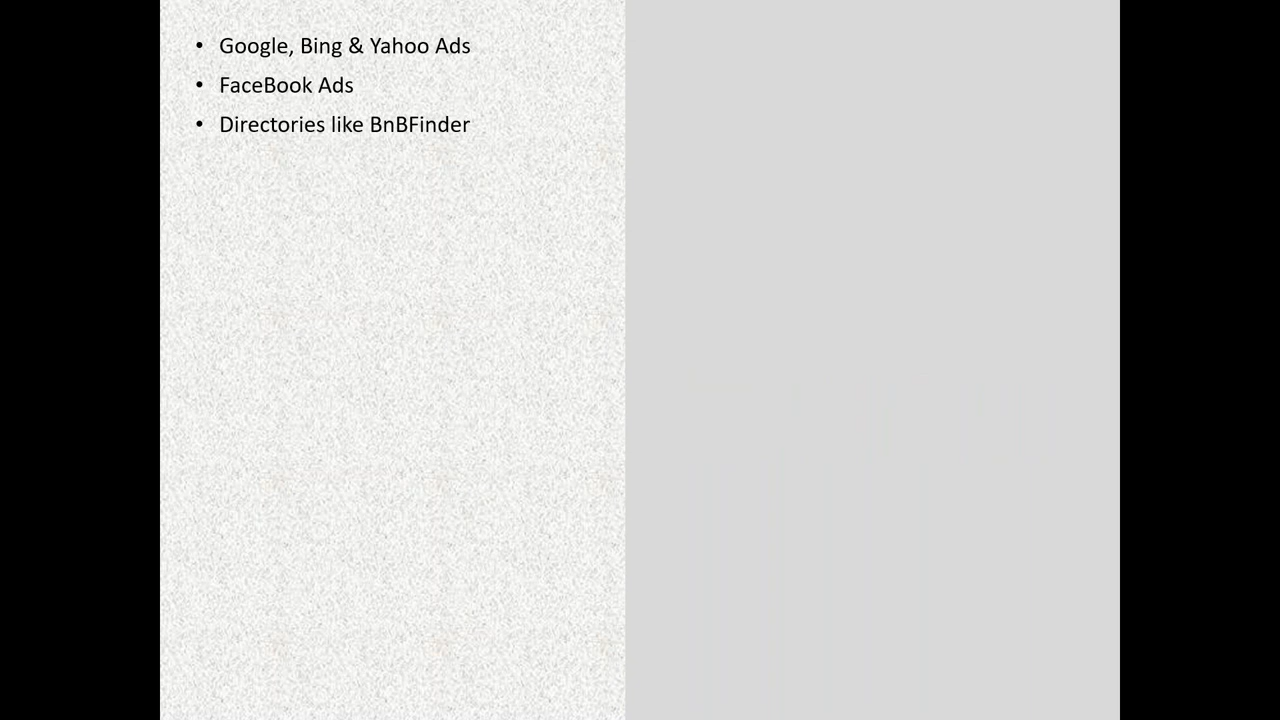 • Google, Bing & Yahoo Ads
• FaceBook Ads
• Directories like BnBFinder